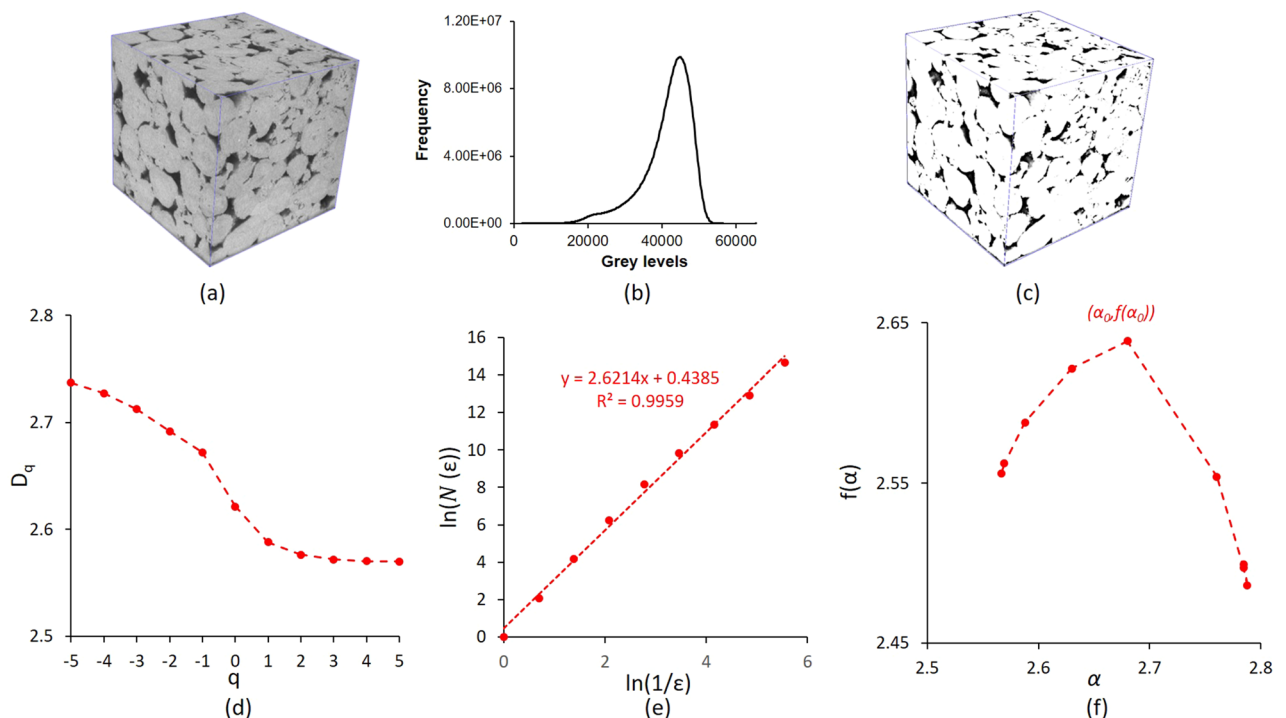 1.20E+07
8.00E+06
4.00E+06
0.00E+00
Frequency
0 20000 40000 60000
Grey levels
(a) (b) (c)
2.8
2.7
2.6
2.5
D_q
-5 -4 -3 -2 -1 0 1 2 3 4 5
q
(d)
16
14
12
10
8
6
4
2
0
ln(N (ε))
y = 2.6214x + 0.4385
R² = 0.9959
0 2 4 6
ln(1/ε)
(e)
(α₀,f(α₀))
2.65
2.55
2.45
f(α)
2.5 2.6 2.7 2.8
α
(f)